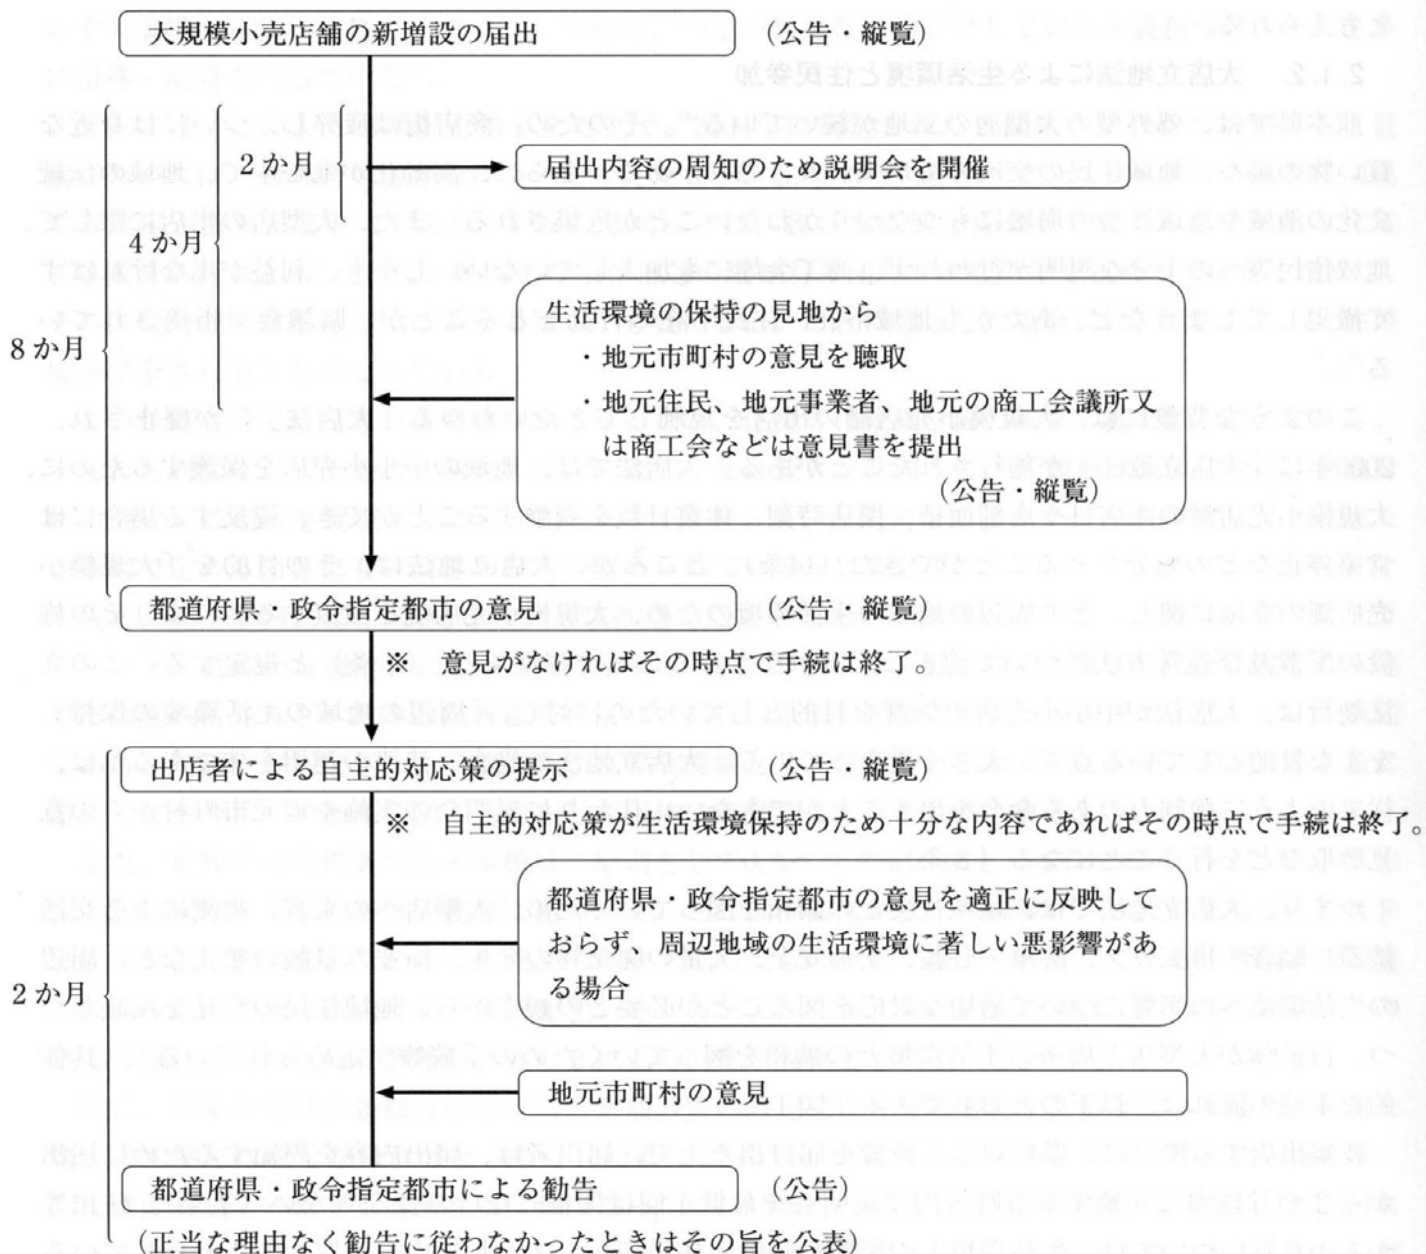 大規模小売店舗の新増設の届出　(公告・縦覧)
2か月
届出内容の周知のため説明会を開催
4か月
8か月
生活環境の保持の見地から
・地元市町村の意見を聴取
・地元住民、地元事業者、地元の商工会議所又
は商工会などは意見書を提出
(公告・縦覧)
都道府県・政令指定都市の意見　(公告・縦覧)
※　意見がなければその時点で手続は終了。
出店者による自主的対応策の提示　(公告・縦覧)
※　自主的対応策が生活環境保持のため十分な内容であればその時点で手続は終了。
都道府県・政令指定都市の意見を適正に反映して
おらず、周辺地域の生活環境に著しい悪影響があ
る場合
2か月
地元市町村の意見
都道府県・政令指定都市による勧告　(公告)
(正当な理由なく勧告に従わなかったときはその旨を公表)